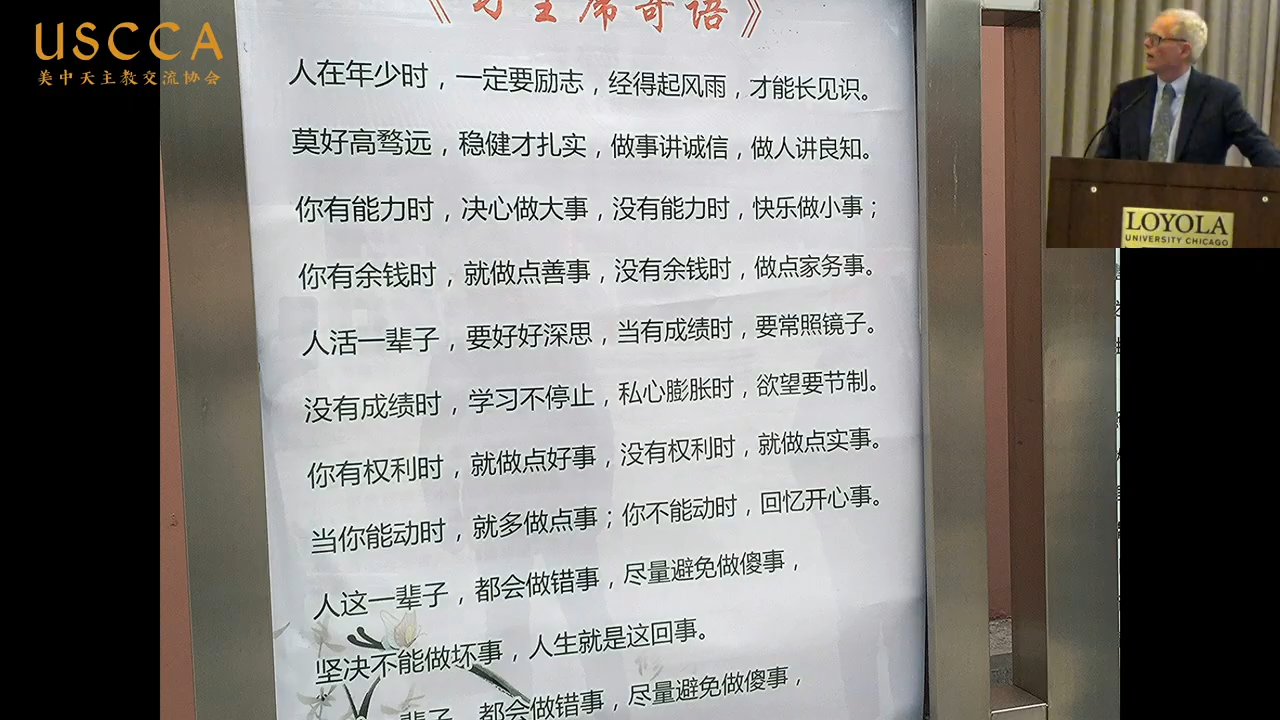 USCCA
美中天主教交流协会
《习主席寄语》
人在年少时，一定要励志，经得起风雨，才能长见识。
莫好高骛远，稳健才扎实，做事讲诚信，做人讲良知。
你有能力时，决心做大事，没有能力时，快乐做小事；
你有余钱时，就做点善事，没有余钱时，做点家务事。
人活一辈子，要好好深思，当有成绩时，要常照镜子。
没有成绩时，学习不停止，私心膨胀时，欲望要节制。
你有权利时，就做点好事，没有权利时，就做点实事。
当你能动时，就多做点事；你不能动时，回忆开心事。
人这一辈子，都会做错事，尽量避免做傻事，
坚决不能做坏事，人生就是这回事。
一辈子，都会做错事，尽量避免做傻事，
LOYOLA
UNIVERSITY CHICAGO